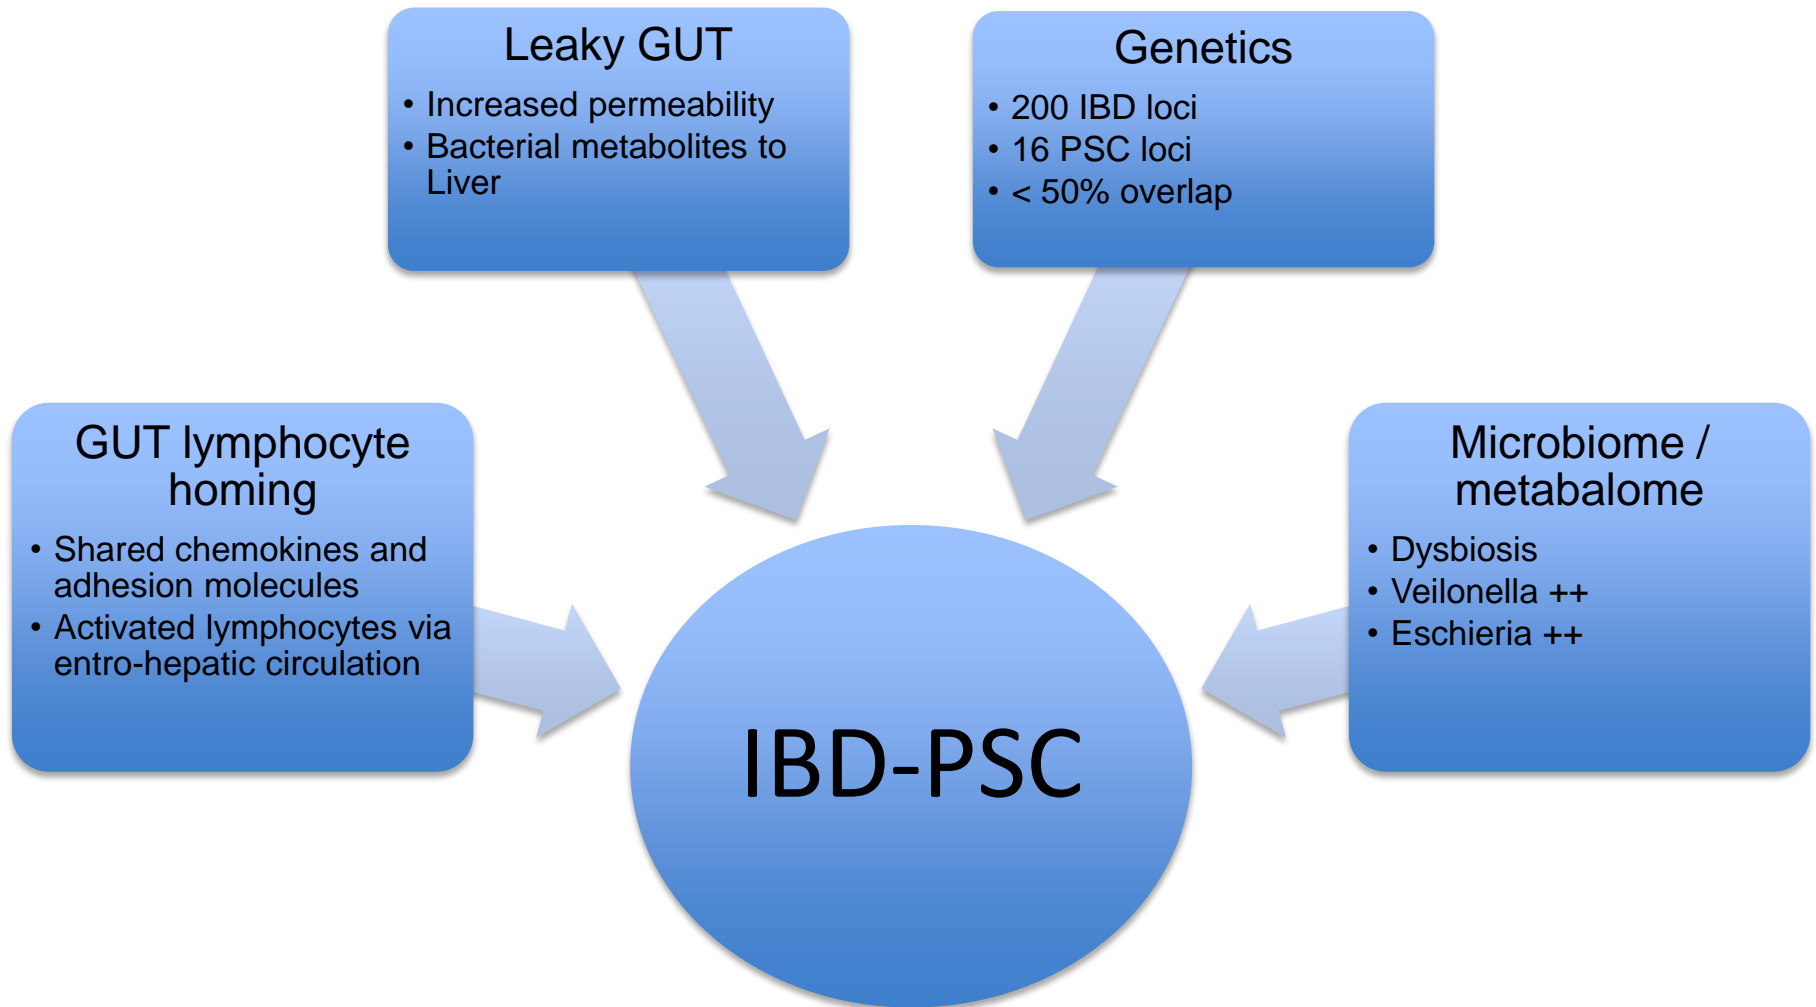 Leaky GUT
• Increased permeability
• Bacterial metabolites to
Liver
Genetics
• 200 IBD loci
• 16 PSC loci
• < 50% overlap
GUT lymphocyte
homing
• Shared chemokines and
adhesion molecules
• Activated lymphocytes via
entro-hepatic circulation
Microbiome /
metabalome
• Dysbiosis
• Veilonella ++
• Eschieria ++
IBD-PSC